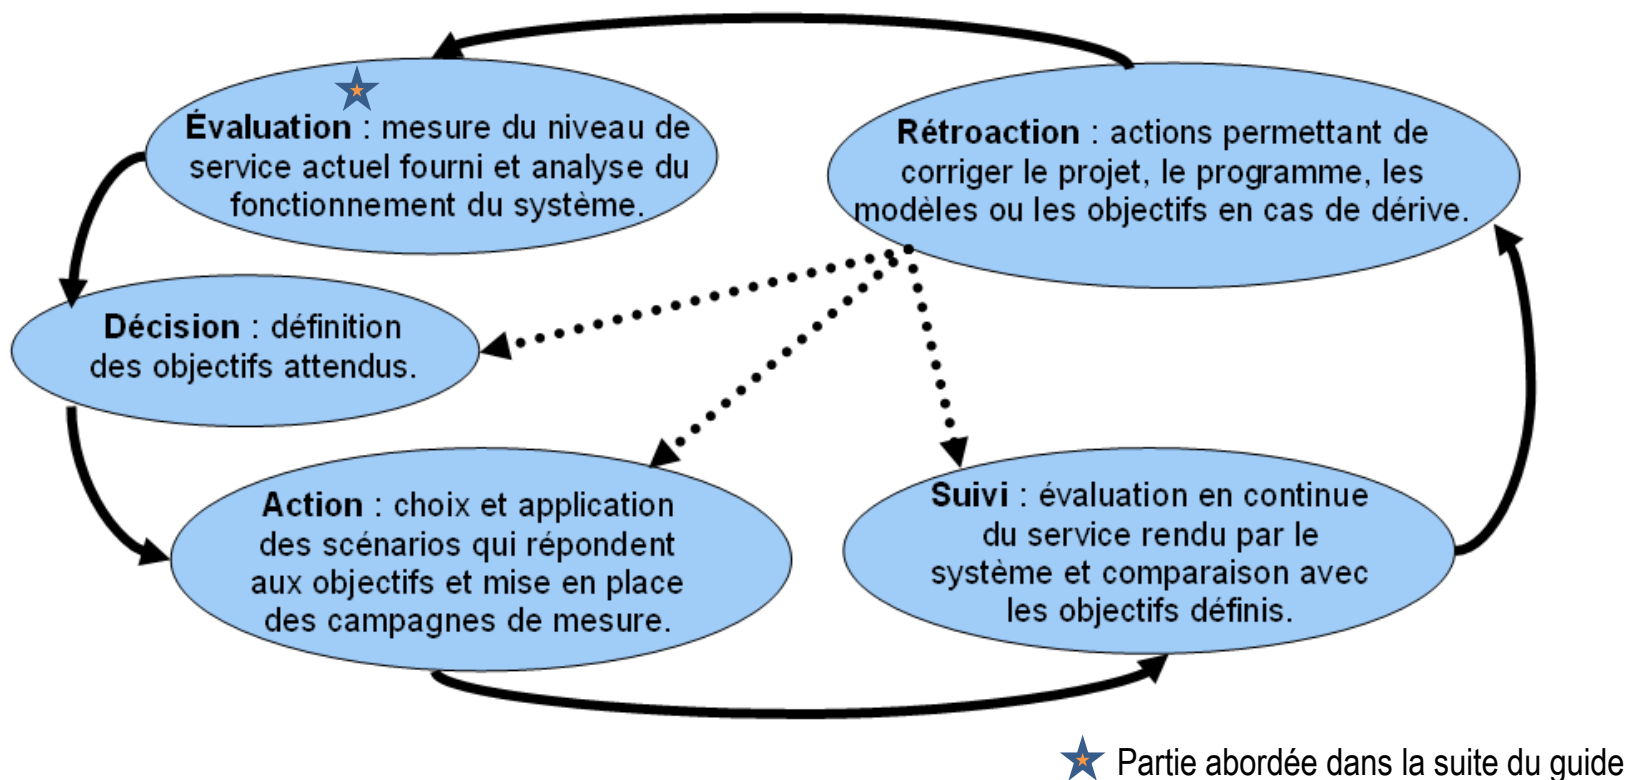 Évaluation : mesure du niveau de
service actuel fourni et analyse du
fonctionnement du système.
Rétroaction : actions permettant de
corriger le projet, le programme, les
modèles ou les objectifs en cas de dérive.
Décision : définition
des objectifs attendus.
Action : choix et application
des scénarios qui répondent
aux objectifs et mise en place
des campagnes de mesure.
Suivi : évaluation en continue
du service rendu par le
système et comparaison avec
les objectifs définis.
Partie abordée dans la suite du guide